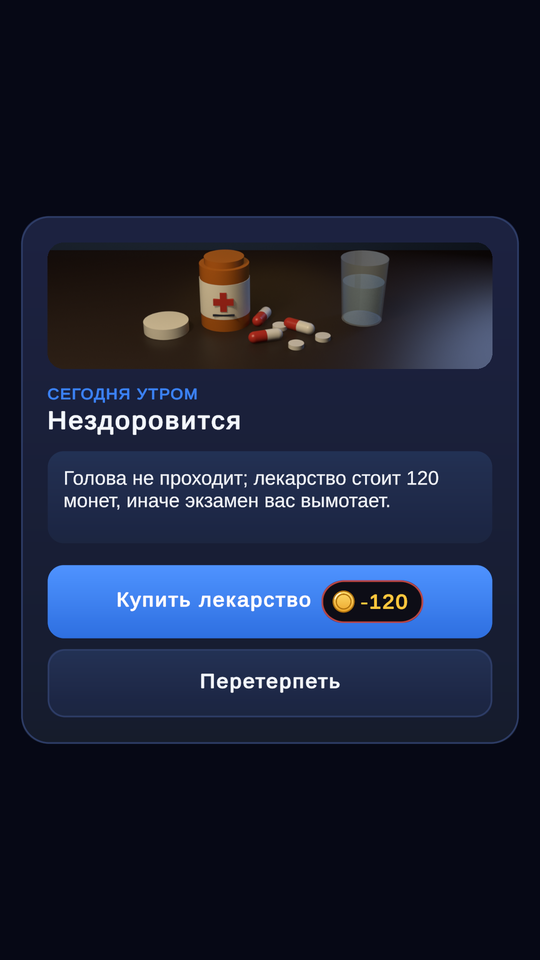 СЕГОДНЯ УТРОМ
Нездоровится
Голова не проходит; лекарство стоит 120
монет, иначе экзамен вас вымотает.
Купить лекарство -120
Перетерпеть